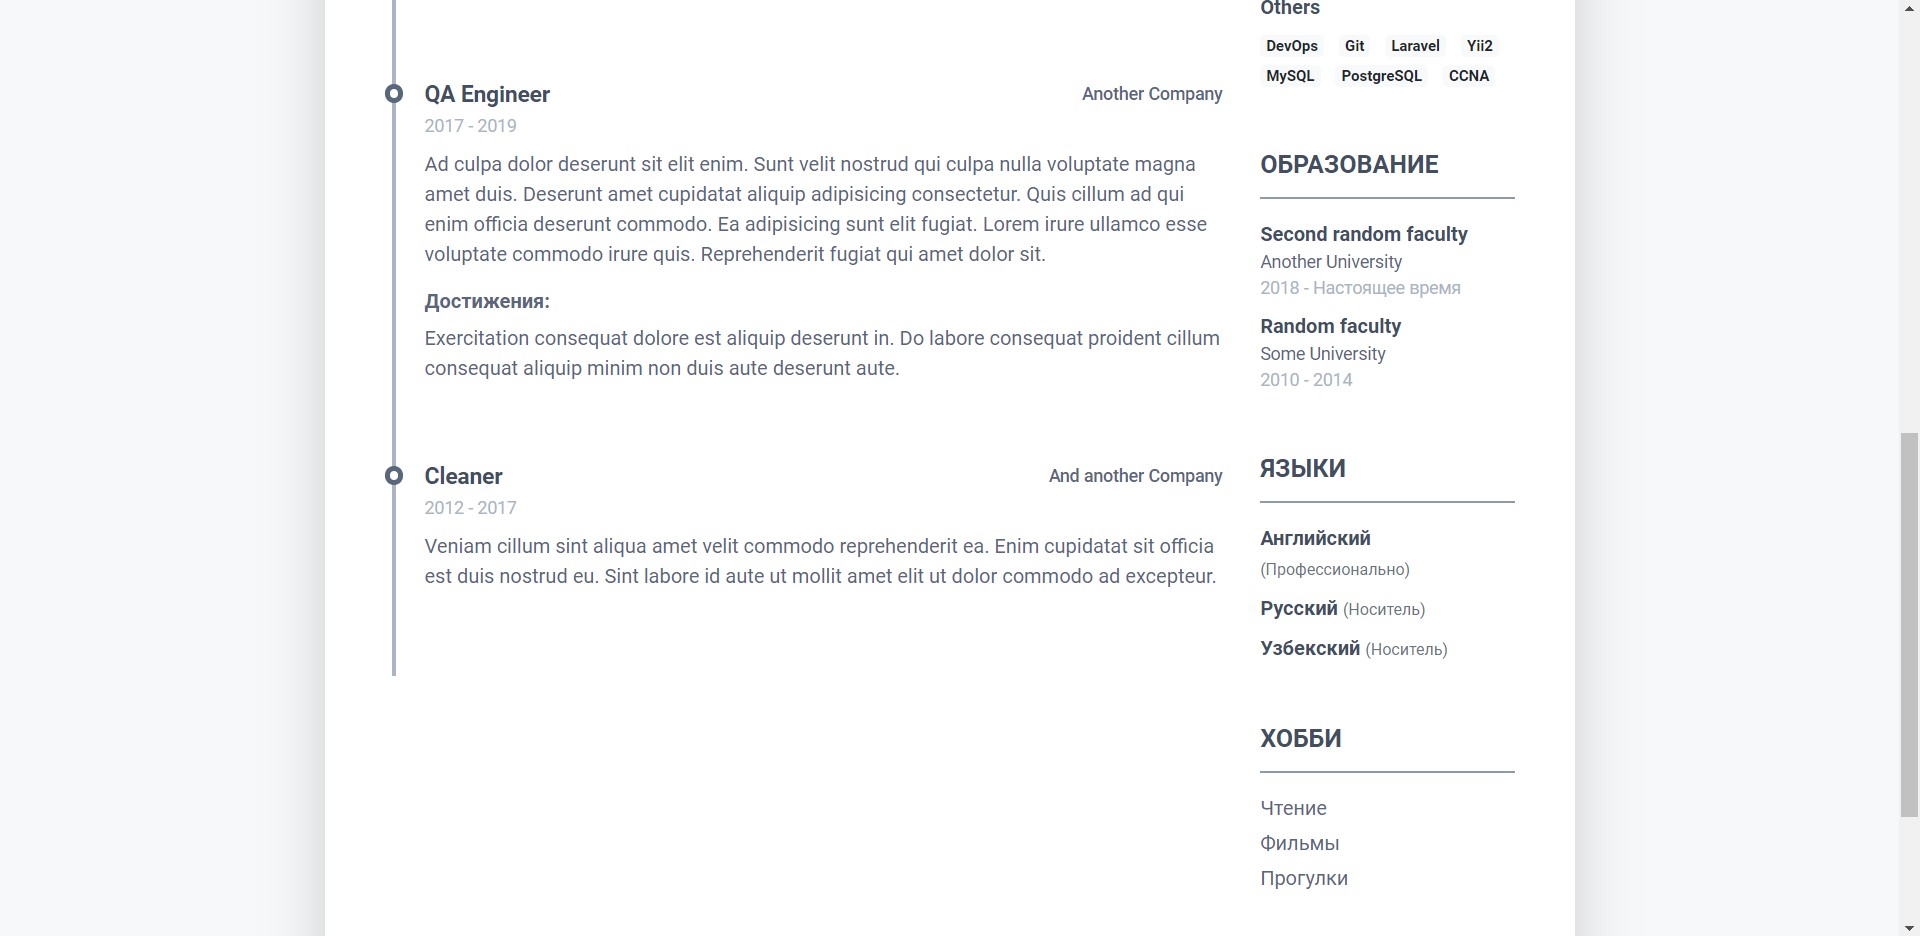 QA Engineer
Another Company
2017 - 2019
Ad culpa dolor deserunt sit elit enim. Sunt velit nostrud qui culpa nulla voluptate magna
amet duis. Deserunt amet cupidatat aliquip adipisicing consectetur. Quis cillum ad qui
enim officia deserunt commodo. Ea adipisicing sunt elit fugiat. Lorem irure ullamco esse
voluptate commodo irure quis. Reprehenderit fugiat qui amet dolor sit.
Достижения:
Exercitation consequat dolore est aliquip deserunt in. Do labore consequat proident cillum
consequat aliquip minim non duis aute deserunt aute.
Cleaner
And another Company
2012 - 2017
Veniam cillum sint aliqua amet velit commodo reprehenderit ea. Enim cupidatat sit officia
est duis nostrud eu. Sint labore id aute ut mollit amet elit ut dolor commodo ad excepteur.
Others
DevOps Git Laravel Yii2
MySQL PostgreSQL CCNA
ОБРАЗОВАНИЕ
Second random faculty
Another University
2018 - Настоящее время
Random faculty
Some University
2010 - 2014
ЯЗЫКИ
Английский
(Профессионально)
Русский (Носитель)
Узбекский (Носитель)
ХОББИ
Чтение
Фильмы
Прогулки